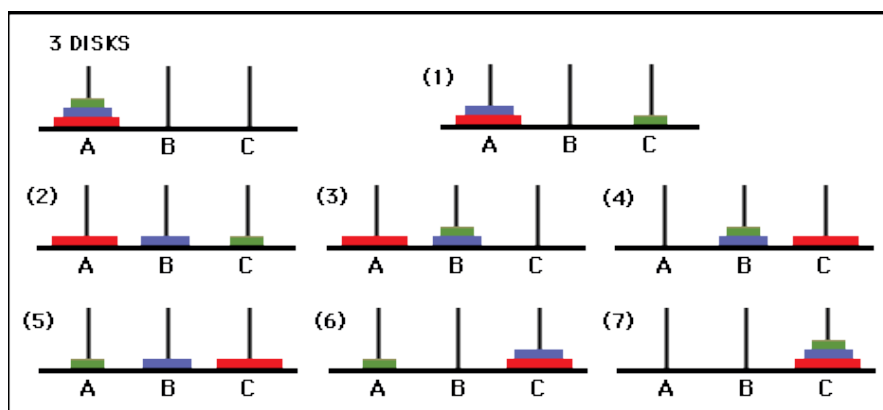 3 DISKS
A B C
(1)
A B C
(2)
A B C
(3)
A B C
(4)
A B C
(5)
A B C
(6)
A B C
(7)
A B C